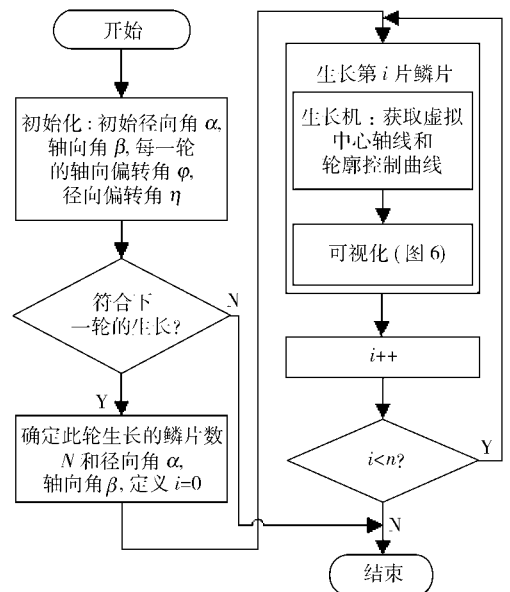 开始
初始化:初始径向角 α,
轴向角 β, 每一轮
的轴向偏转角 φ,
径向偏转角 η
符合下
一轮的生长?
N
Y
确定此轮生长的鳞片数
N 和径向角 α,
轴向角 β, 定义 i=0
生长第 i 片鳞片
生长机:获取虚拟
中心轴线和
轮廓控制曲线
可视化 (图 6)
i++
i<n?
Y
N
结束